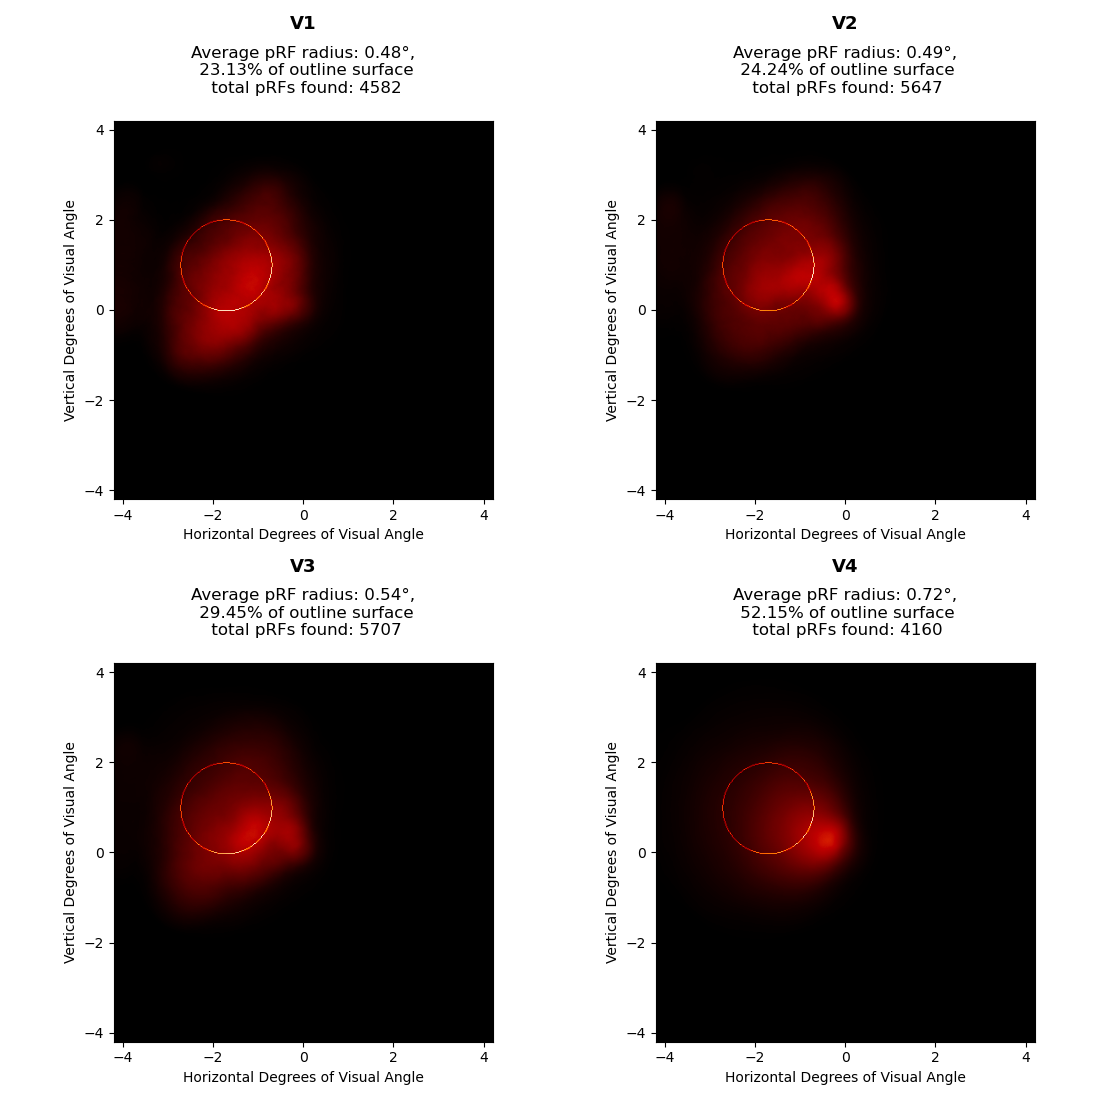 V1
Average pRF radius: 0.48°,
23.13% of outline surface
total pRFs found: 4582
4
2
0
−2
−4
Vertical Degrees of Visual Angle
−4 −2 0 2 4
Horizontal Degrees of Visual Angle
V2
Average pRF radius: 0.49°,
24.24% of outline surface
total pRFs found: 5647
4
2
0
−2
−4
Vertical Degrees of Visual Angle
−4 −2 0 2 4
Horizontal Degrees of Visual Angle
V3
Average pRF radius: 0.54°,
29.45% of outline surface
total pRFs found: 5707
4
2
0
−2
−4
Vertical Degrees of Visual Angle
−4 −2 0 2 4
Horizontal Degrees of Visual Angle
V4
Average pRF radius: 0.72°,
52.15% of outline surface
total pRFs found: 4160
4
2
0
−2
−4
Vertical Degrees of Visual Angle
−4 −2 0 2 4
Horizontal Degrees of Visual Angle